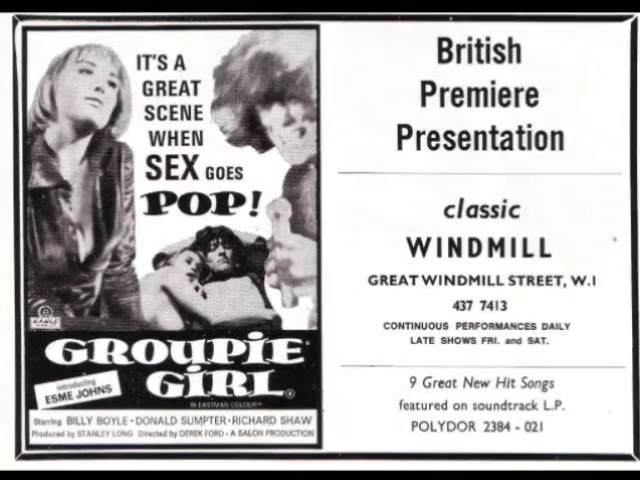 IT'S A
GREAT
SCENE
WHEN
SEX GOES
POP!
EAGLE
GROUPIE
GIRL
introducing
ESME JOHNS
IN EASTMAN COLOUR
Starring BILLY BOYLE · DONALD SUMPTER · RICHARD SHAW
Produced by STANLEY LONG Directed by DEREK FORD · A SALON PRODUCTION
British
Premiere
Presentation
classic
WINDMILL
GREAT WINDMILL STREET, W.1
437 7413
CONTINUOUS PERFORMANCES DAILY
LATE SHOWS FRI. and SAT.
9 Great New Hit Songs
featured on soundtrack L.P.
POLYDOR 2384 - 021